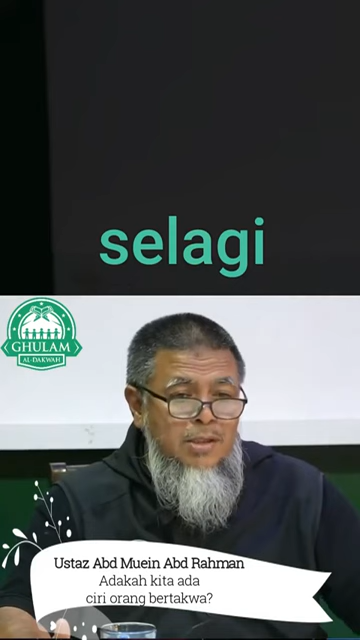 selagi
GHULAM
AL-DAKWAH
Ustaz Abd Muein Abd Rahman
Adakah kita ada
ciri orang bertakwa?